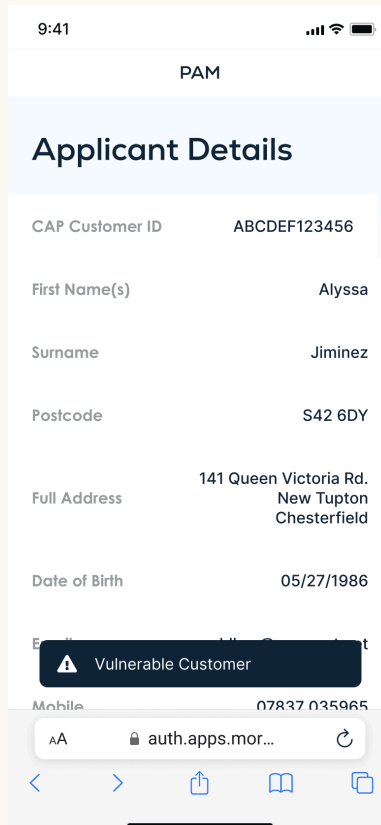 9:41
PAM
Applicant Details
CAP Customer ID ABCDEF123456
First Name(s) Alyssa
Surname Jiminez
Postcode S42 6DY
141 Queen Victoria Rd.
Full Address New Tupton
Chesterfield
Date of Birth 05/27/1986
Vulnerable Customer
Mobile 07837 035965
AA auth.apps.mor...